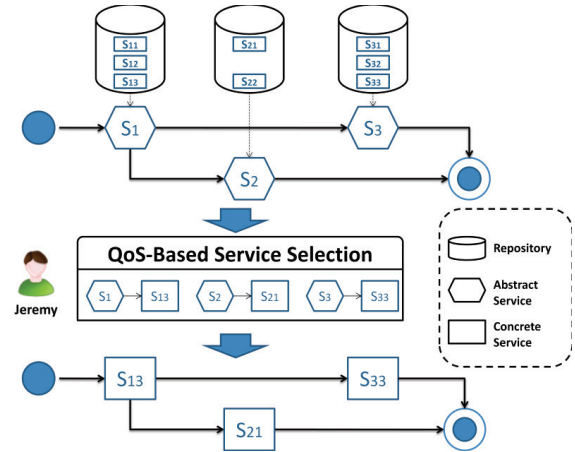 S11 S21 S31
S12 S32
S13 S22 S33
S1 S3
S2
QoS-Based Service Selection
S1 S13 S2 S21 S3 S33
Jeremy
Repository
Abstract
Service
Concrete
Service
S13 S33
S21